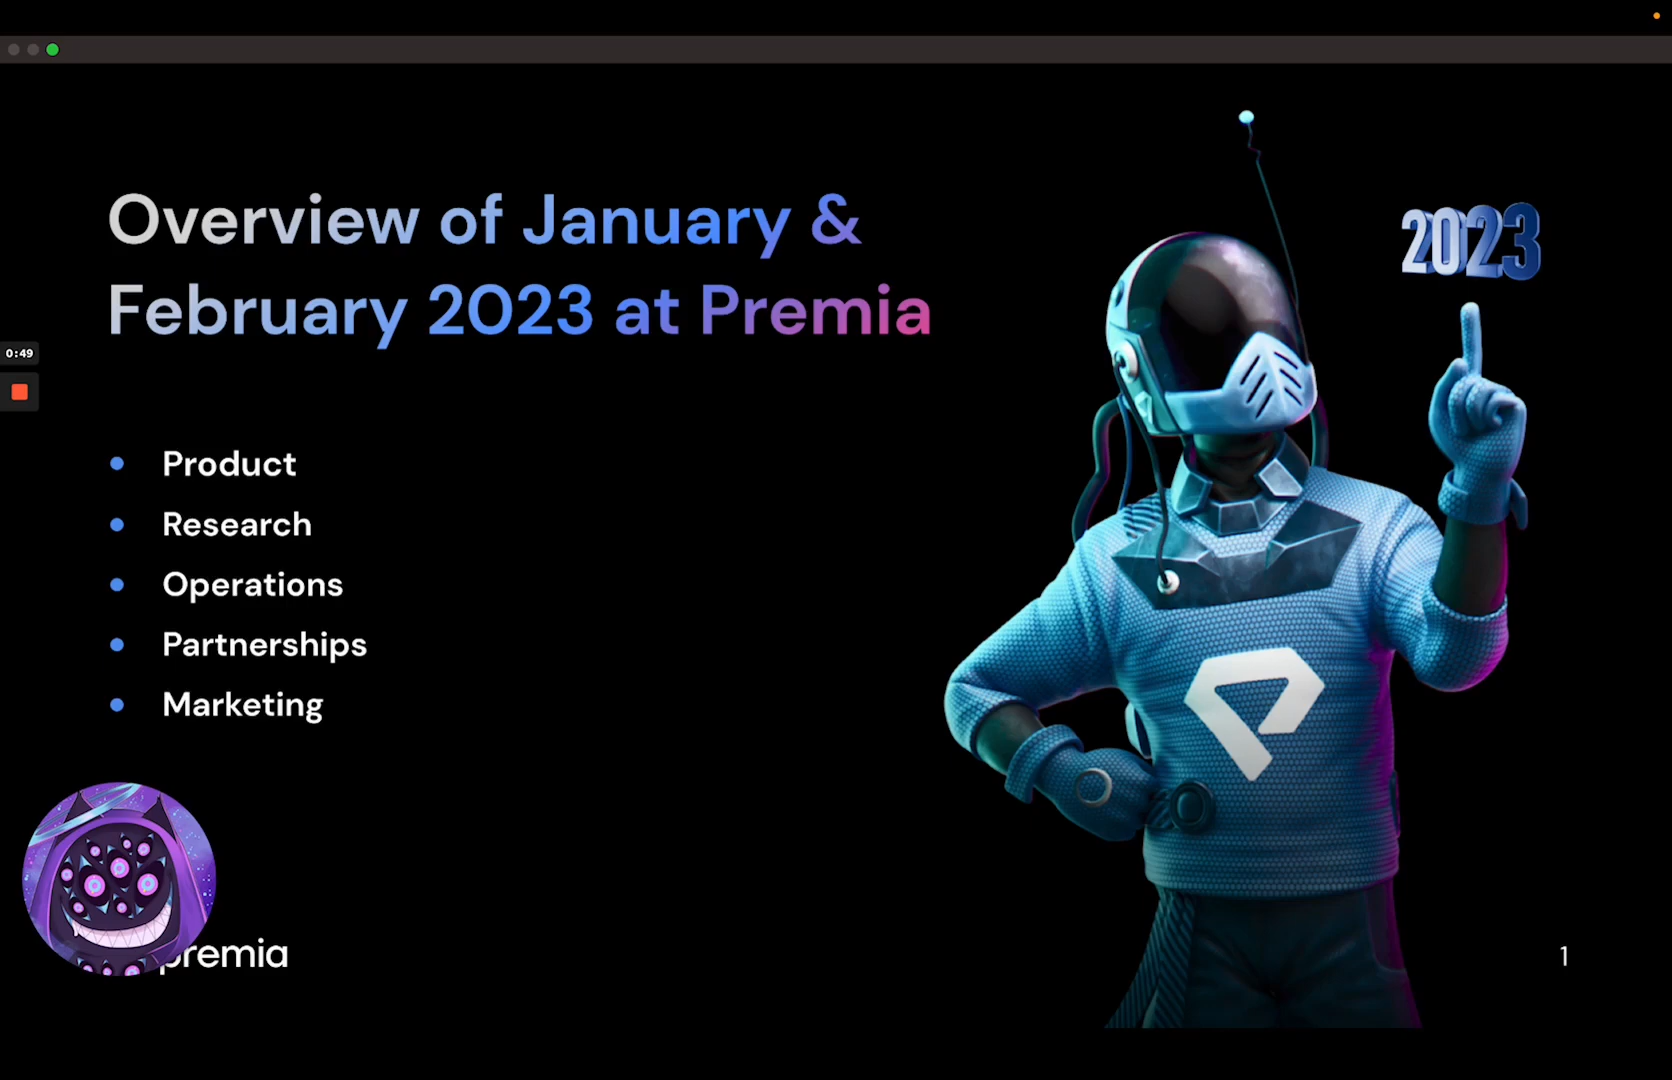 2023
Overview of January &
February 2023 at Premia
0:49
Product
Research
Operations
Partnerships
Marketing
premia
1